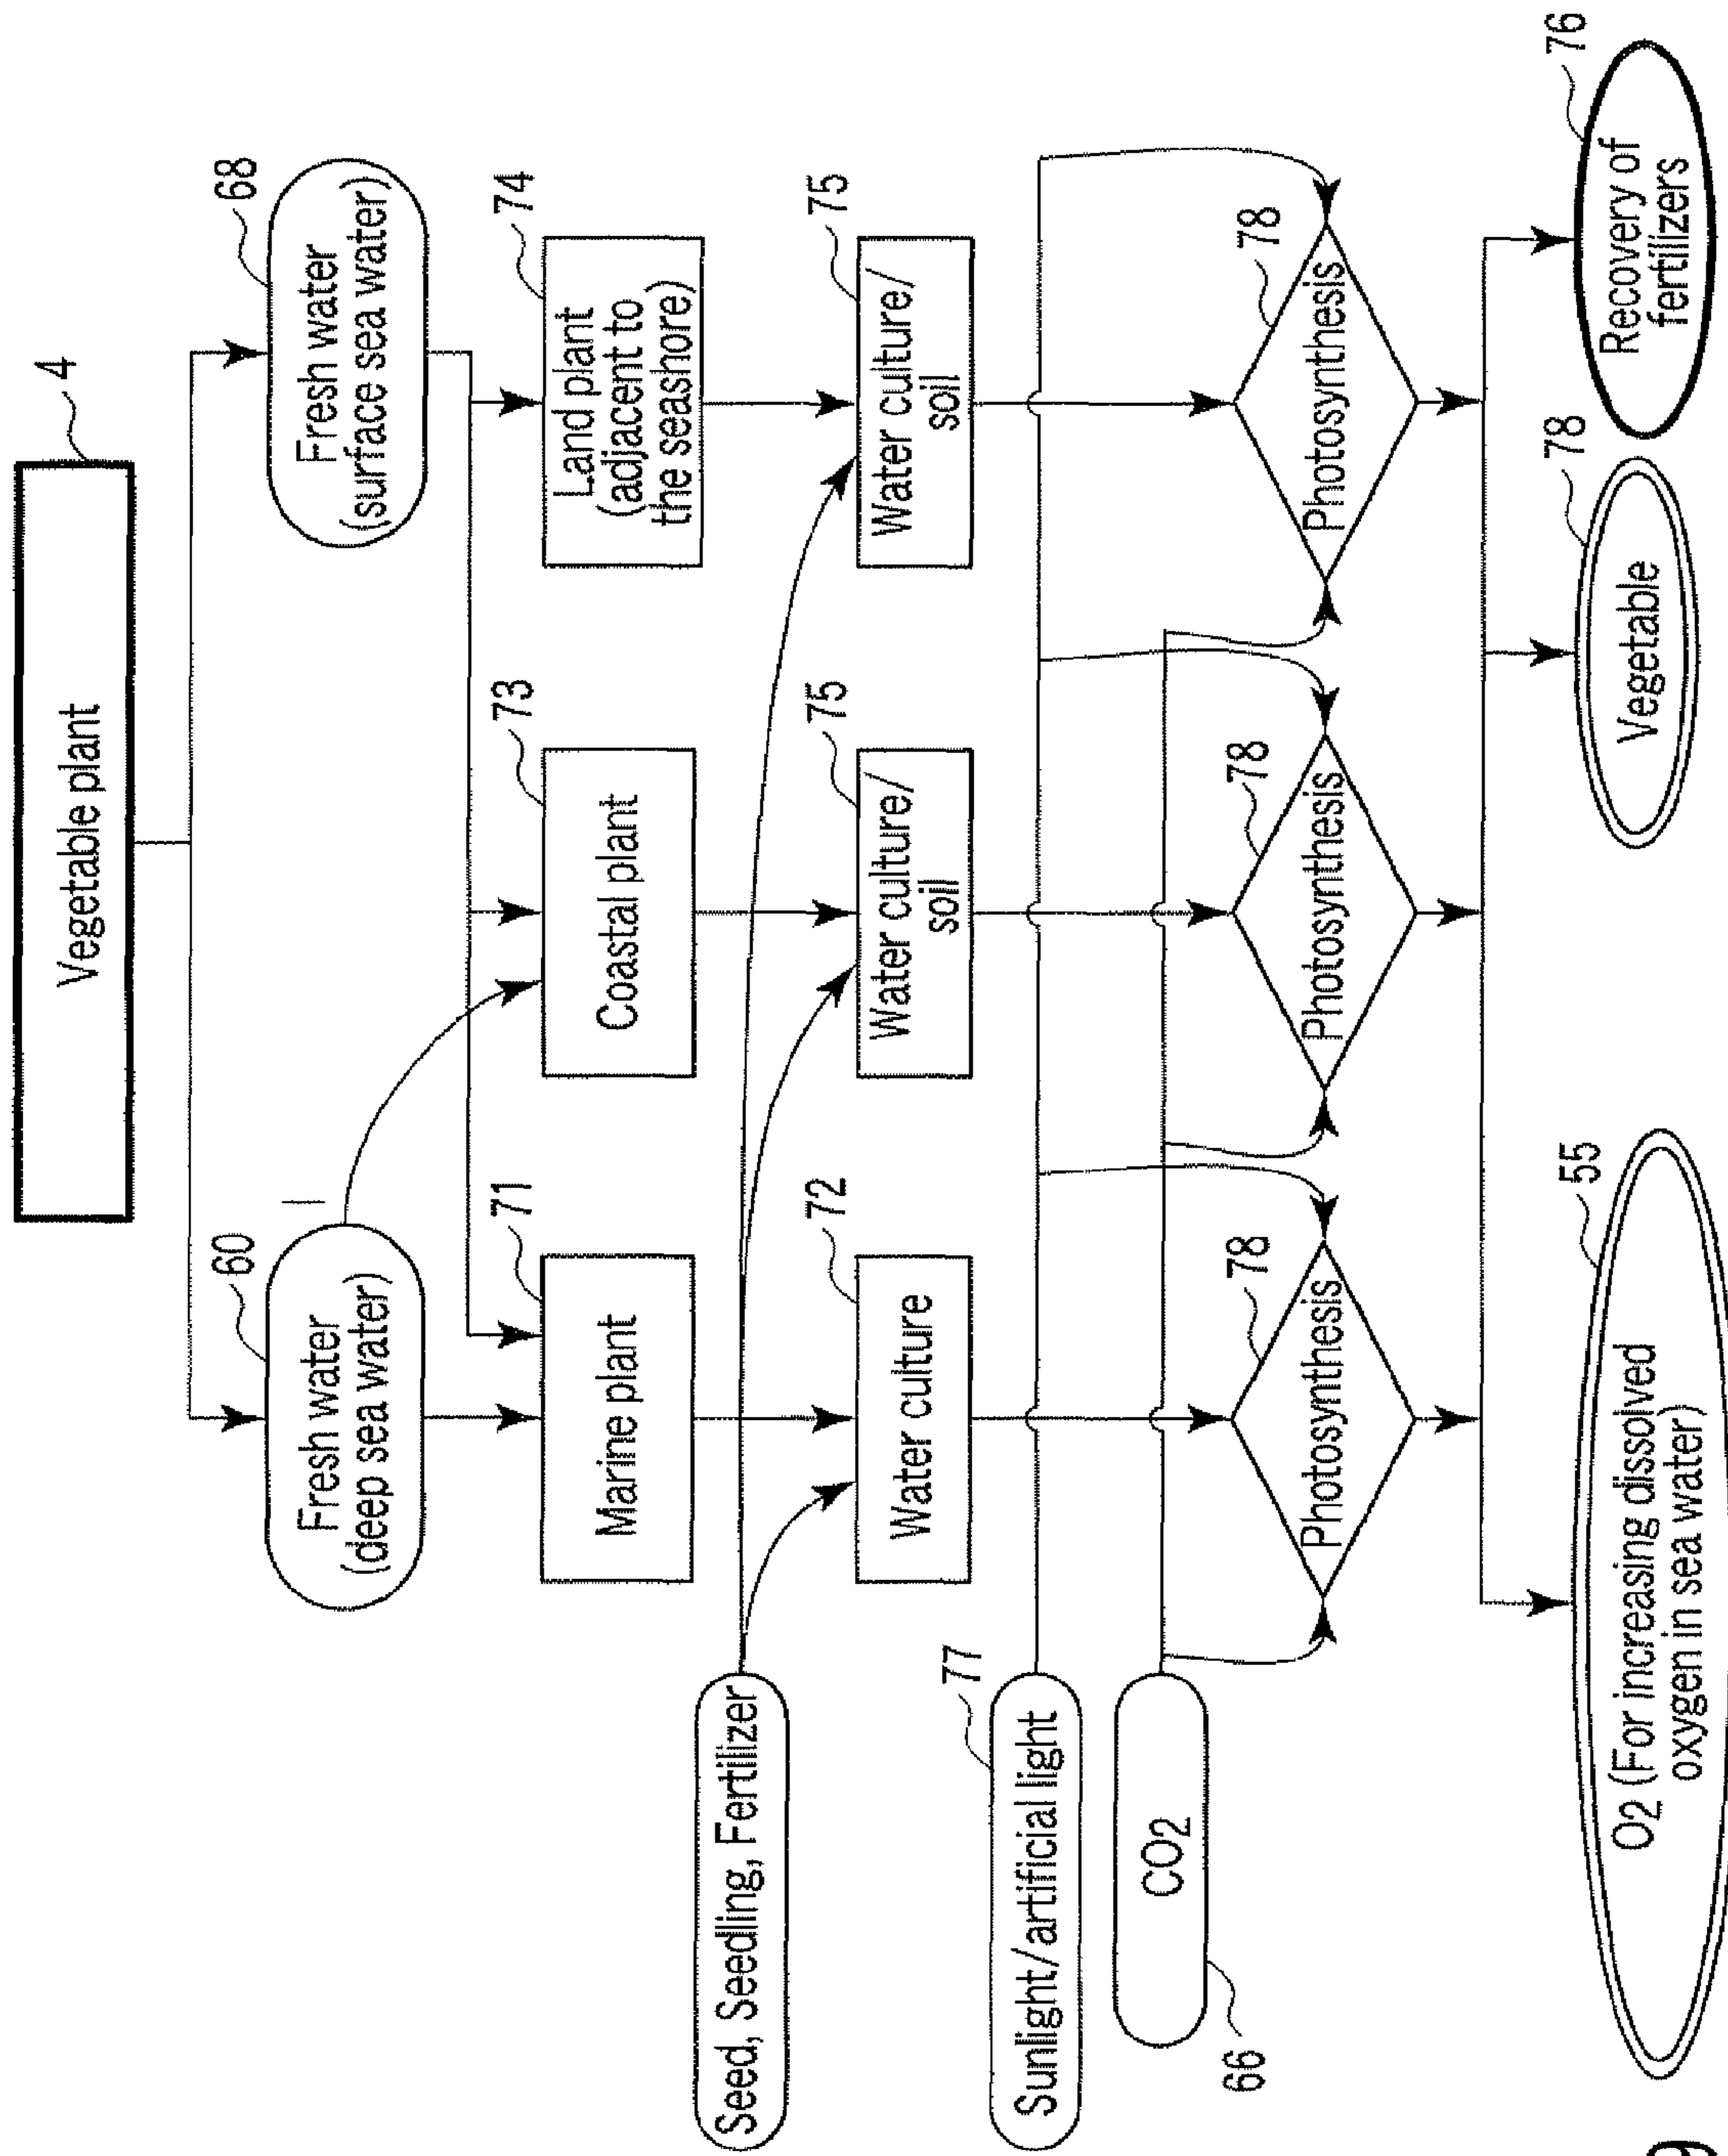 Vegetable plant
4
60
Fresh water
(deep sea water)
68
Fresh water
(surface sea water)
71
Marine plant
73
Coastal plant
74
Land plant
(adjacent to
the seashore)
Seed, Seedling, Fertilizer
72
Water culture
75
Water culture/
soil
75
Water culture/
soil
77
Sunlight/artificial light
CO2
66
78
Photosynthesis
78
Photosynthesis
78
Photosynthesis
55
O2 (For increasing dissolved
oxygen in sea water)
78
Vegetable
76
Recovery of
fertilizers